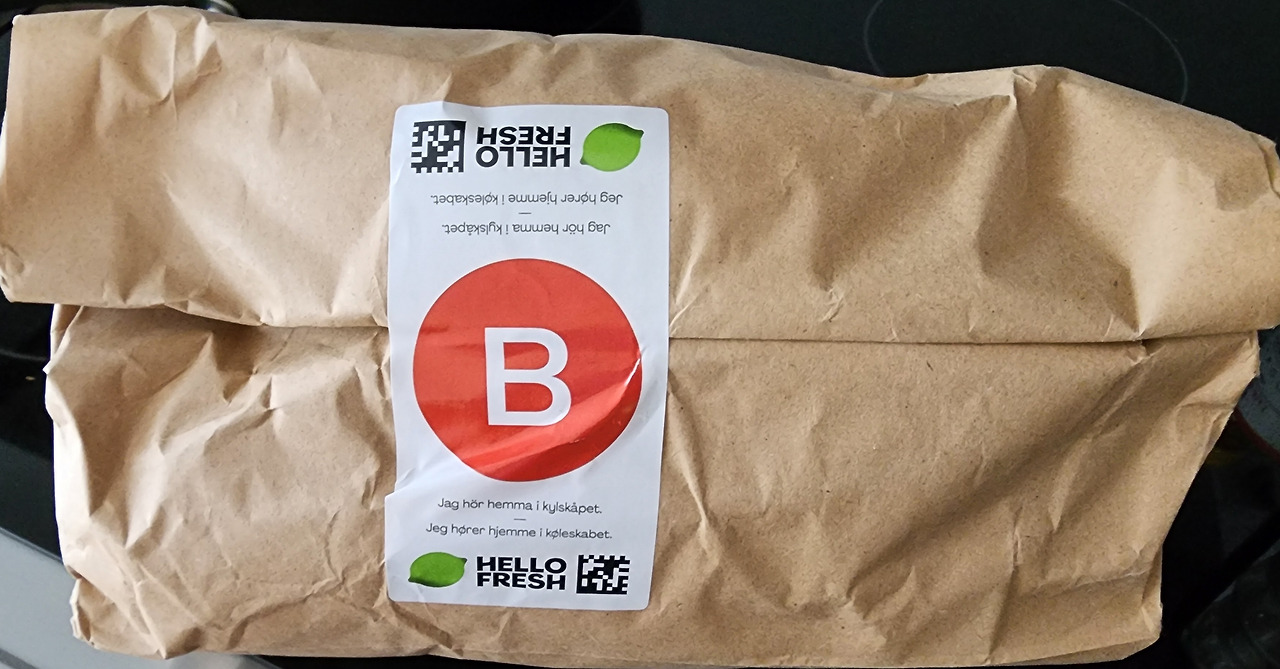 HELLO
FRESH
Jeg hører hjemme i køleskabet.
—
Jag hör hemma i kylskåpet.
B
Jag hör hemma i kylskåpet.
—
Jeg hører hjemme i køleskabet.
HELLO
FRESH